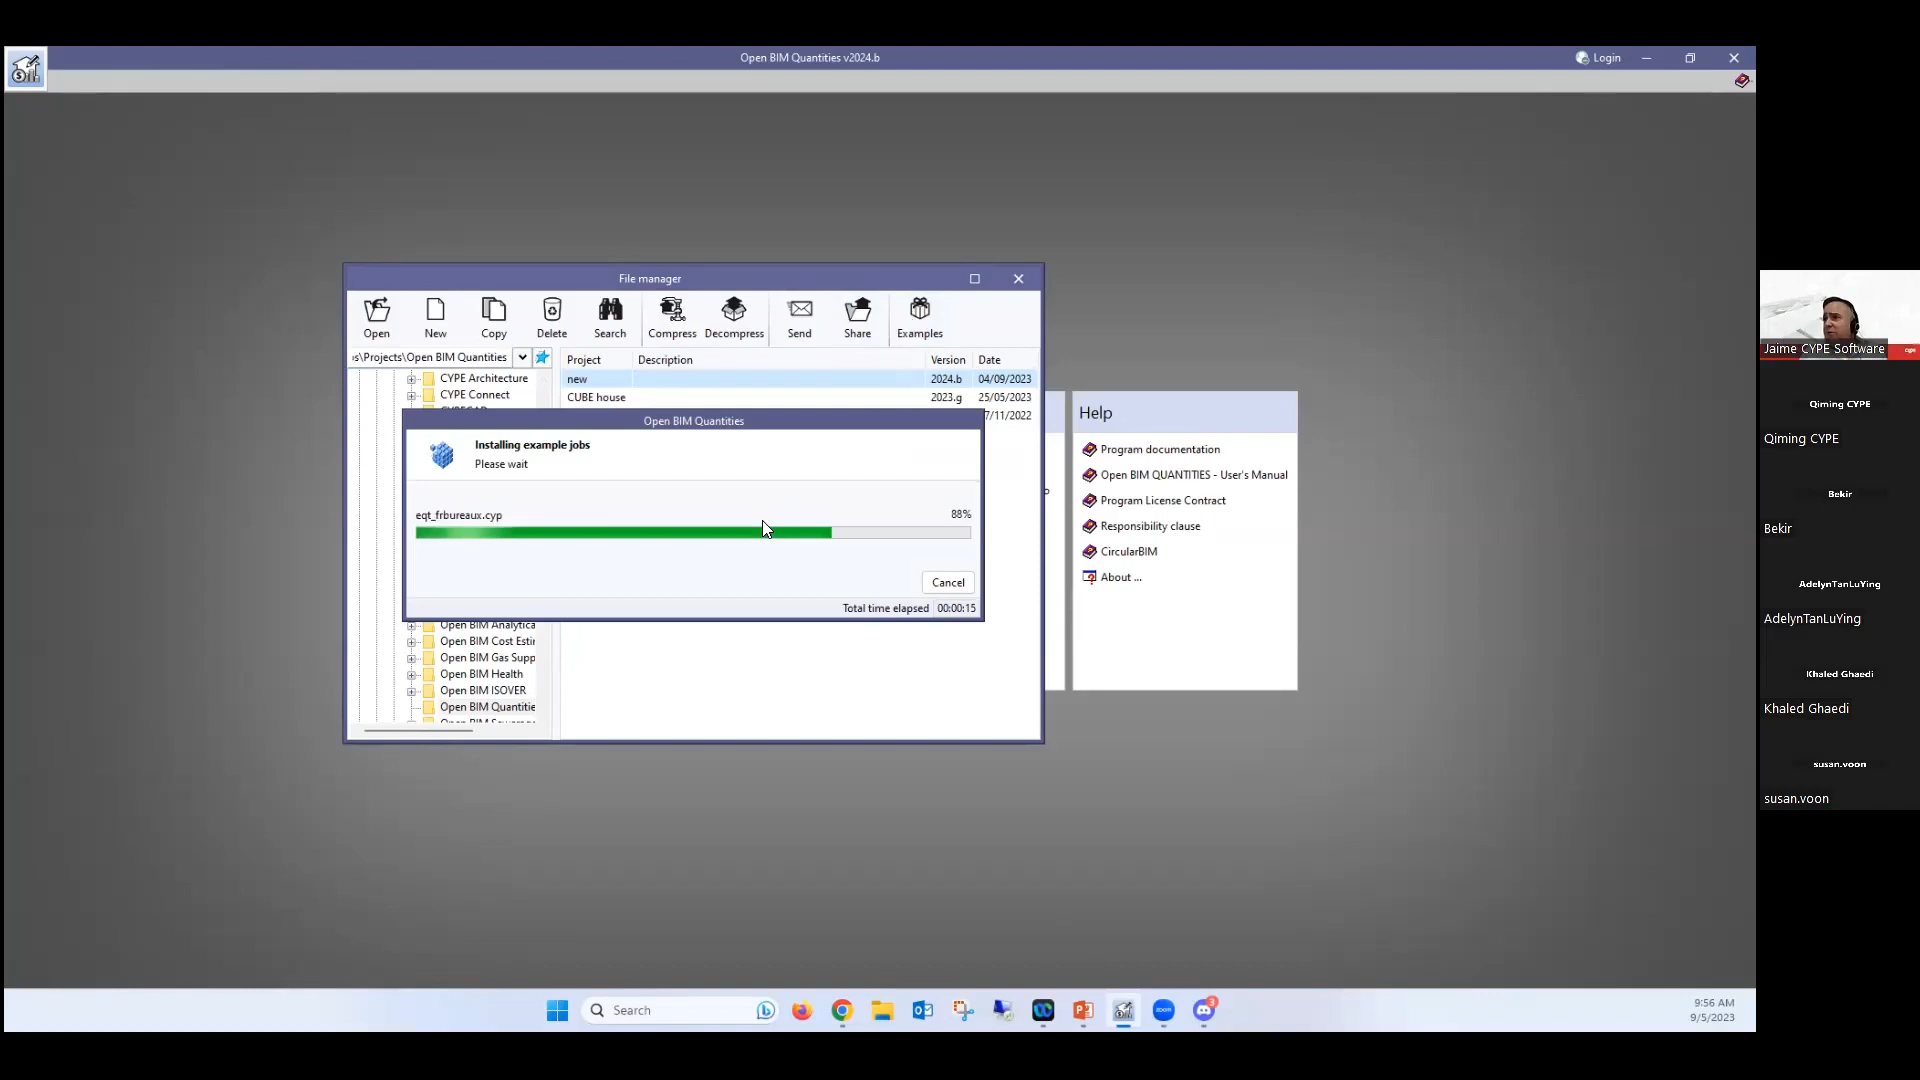 Open BIM Quantities v2024.b
Login
File manager
Open
New
Copy
Delete
Search
Compress
Decompress
Send
Share
Examples
s\Projects\Open BIM Quantities
Project
Description
Version
Date
new
2024.b
04/09/2023
CUBE house
2023.g
25/05/2023
7/11/2022
CYPE Architecture
CYPE Connect
Open BIM Quantities
Installing example jobs
Please wait
eqt_frbureaux.cyp
88%
Cancel
Total time elapsed
00:00:15
Open BIM Analytica
Open BIM Cost Esti
Open BIM Gas Supp
Open BIM Health
Open BIM ISOVER
Open BIM Quantitie
Help
Program documentation
Open BIM QUANTITIES - User's Manual
Program License Contract
Responsibility clause
CircularBIM
About ...
Jaime CYPE Software
Qiming CYPE
Qiming CYPE
Bekir
Bekir
AdelynTanLuYing
AdelynTanLuYing
Khaled Ghaedi
Khaled Ghaedi
susan.voon
susan.voon
Search
zoom
3
9:56 AM
9/5/2023